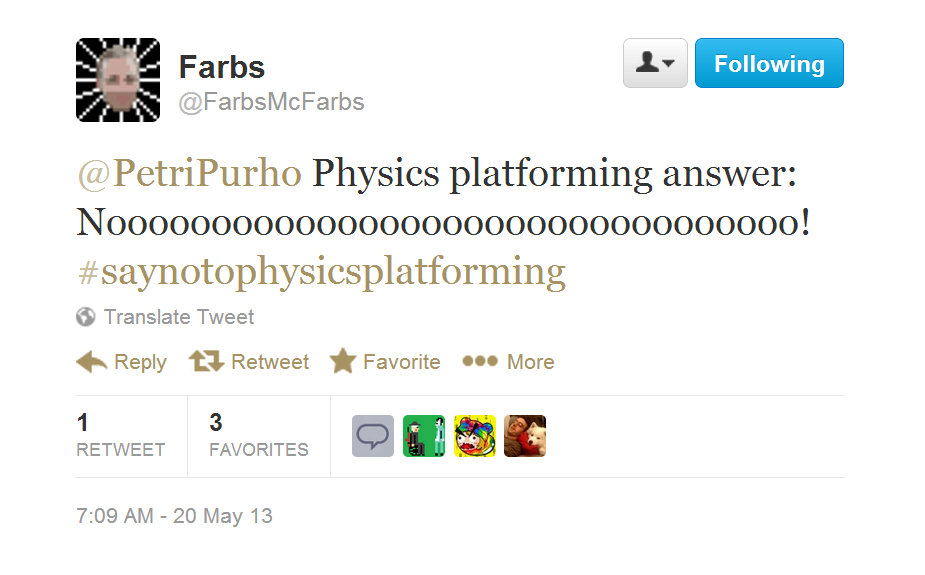 Farbs
@FarbsMcFarbs
Following
@PetriPurho Physics platforming answer:
Nooooooooooooooooooooooooooooooooo!
#saynotophysicsplatforming
Translate Tweet
Reply Retweet Favorite More
1 RETWEET
3 FAVORITES
7:09 AM - 20 May 13